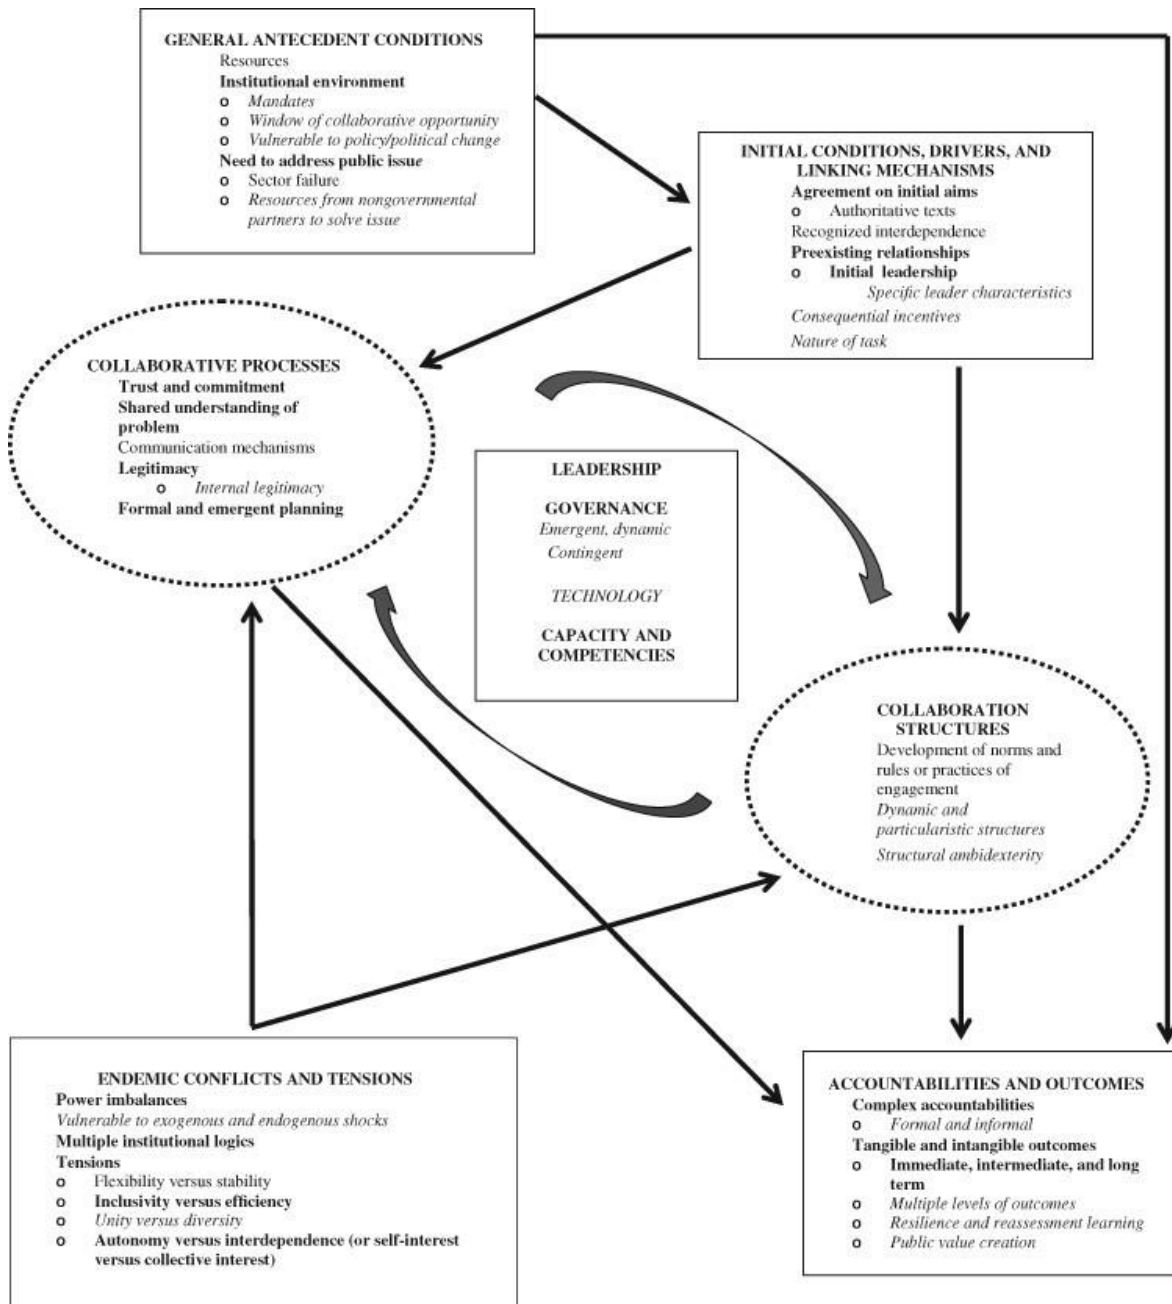 GENERAL ANTECEDENT CONDITIONS
Resources
Institutional environment
o Mandates
o Window of collaborative opportunity
o Vulnerable to policy/political change
Need to address public issue
o Sector failure
o Resources from nongovernmental
partners to solve issue
INITIAL CONDITIONS, DRIVERS, AND
LINKING MECHANISMS
Agreement on initial aims
o Authoritative texts
Recognized interdependence
Preexisting relationships
o Initial leadership
Specific leader characteristics
Consequential incentives
Nature of task
COLLABORATIVE PROCESSES
Trust and commitment
Shared understanding of
problem
Communication mechanisms
Legitimacy
o Internal legitimacy
Formal and emergent planning
LEADERSHIP
GOVERNANCE
Emergent, dynamic
Contingent
TECHNOLOGY
CAPACITY AND
COMPETENCIES
COLLABORATION
STRUCTURES
Development of norms and
rules or practices of
engagement
Dynamic and
particularistic structures
Structural ambidexterity
ENDEMIC CONFLICTS AND TENSIONS
Power imbalances
Vulnerable to exogenous and endogenous shocks
Multiple institutional logics
Tensions
o Flexibility versus stability
o Inclusivity versus efficiency
o Unity versus diversity
o Autonomy versus interdependence (or self-interest
versus collective interest)
ACCOUNTABILITIES AND OUTCOMES
Complex accountabilities
o Formal and informal
Tangible and intangible outcomes
o Immediate, intermediate, and long
term
o Multiple levels of outcomes
o Resilience and reassessment learning
o Public value creation